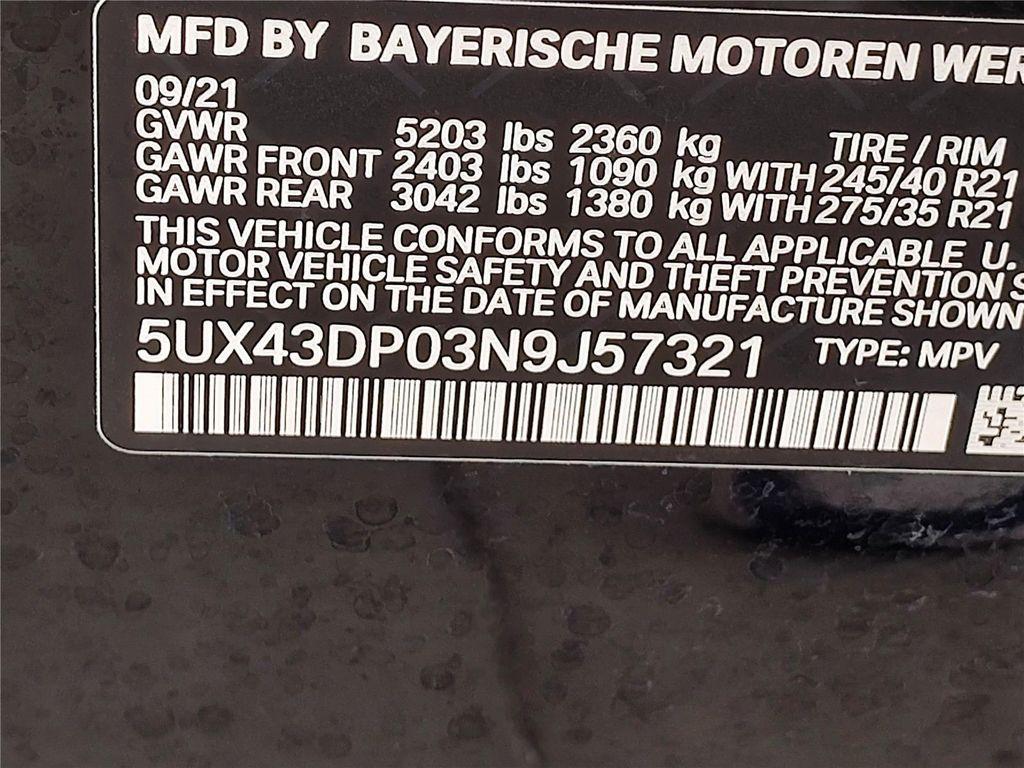 MFD BY BAYERISCHE MOTOREN WER
09/21
GVWR 5203 lbs 2360 kg TIRE / RIM
GAWR FRONT 2403 lbs 1090 kg WITH 245/40 R21
GAWR REAR 3042 lbs 1380 kg WITH 275/35 R21
THIS VEHICLE CONFORMS TO ALL APPLICABLE U.
MOTOR VEHICLE SAFETY AND THEFT PREVENTION S
IN EFFECT ON THE DATE OF MANUFACTURE SHOWN
5UX43DP03N9J57321 TYPE: MPV